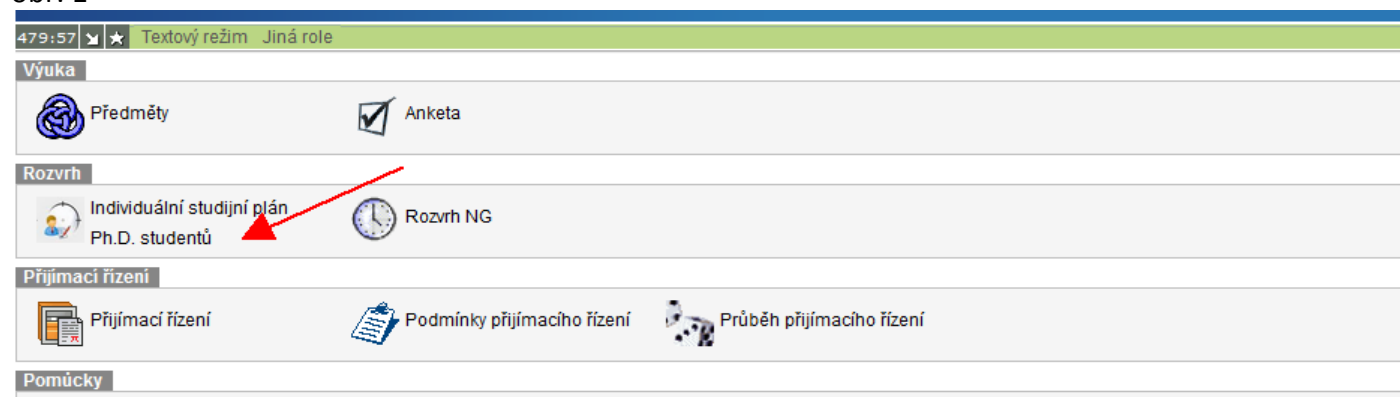 479:57 Textový režim Jiná role
Výuka
Předměty Anketa
Rozvrh
Individuální studijní plán
Ph.D. studentů
Rozvrh NG
Přijímací řízení
Přijímací řízení Podmínky přijímacího řízení Průběh přijímacího řízení
Pomůcky